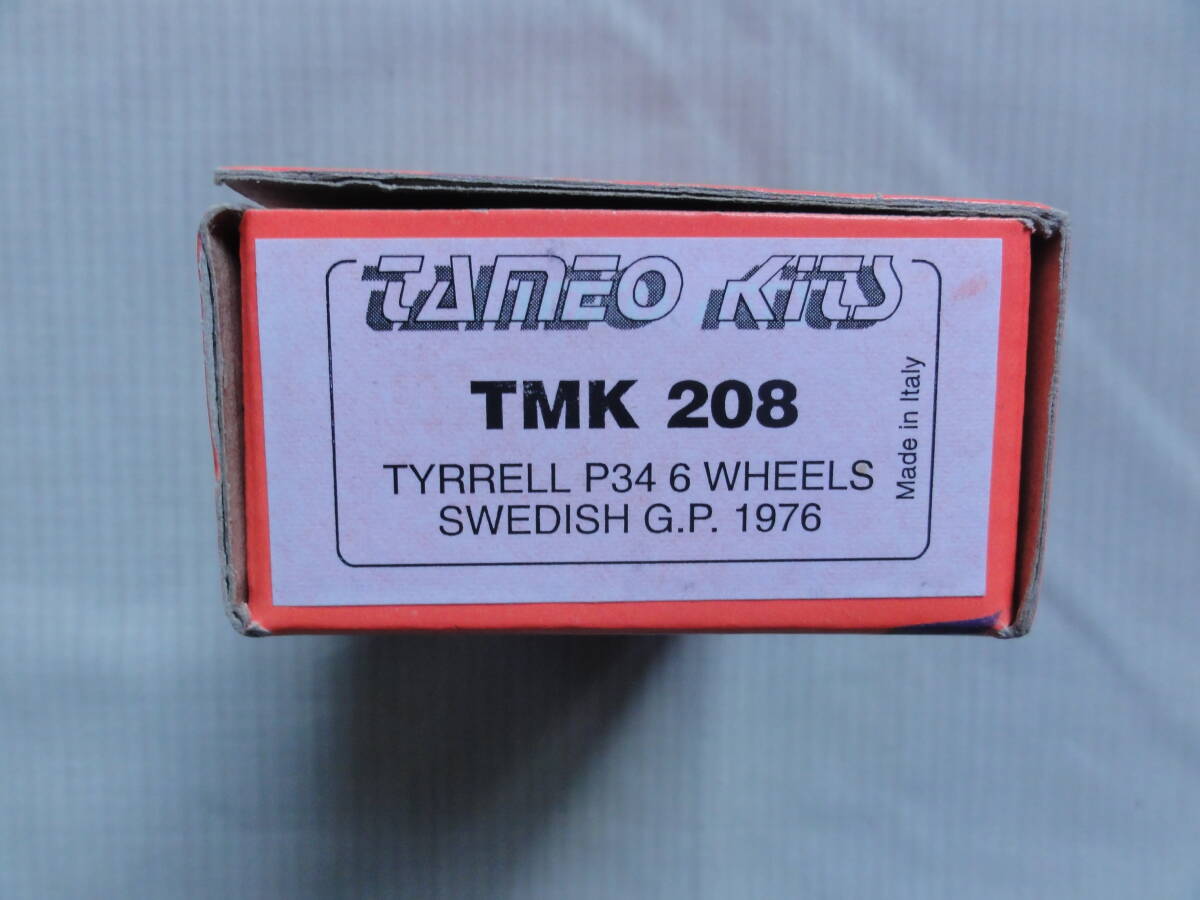 TAMEO KITS
TMK 208
TYRRELL P34 6 WHEELS
SWEDISH G.P. 1976
Made in Italy